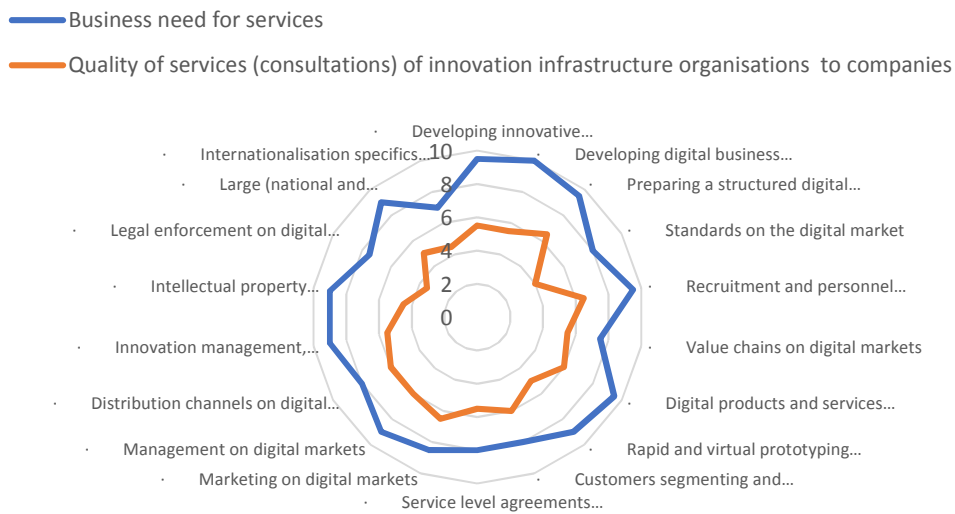 Business need for services
Quality of services (consultations) of innovation infrastructure organisations to companies
· Developing innovative…
· Developing digital business…
· Preparing a structured digital…
· Standards on the digital market
· Recruitment and personnel…
· Value chains on digital markets
· Digital products and services…
· Rapid and virtual prototyping…
· Customers segmenting and…
· Service level agreements…
· Marketing on digital markets
· Management on digital markets
· Distribution channels on digital…
· Innovation management,…
· Intellectual property…
· Legal enforcement on digital…
· Large (national and…
· Internationalisation specifics…
10
8
6
4
2
0